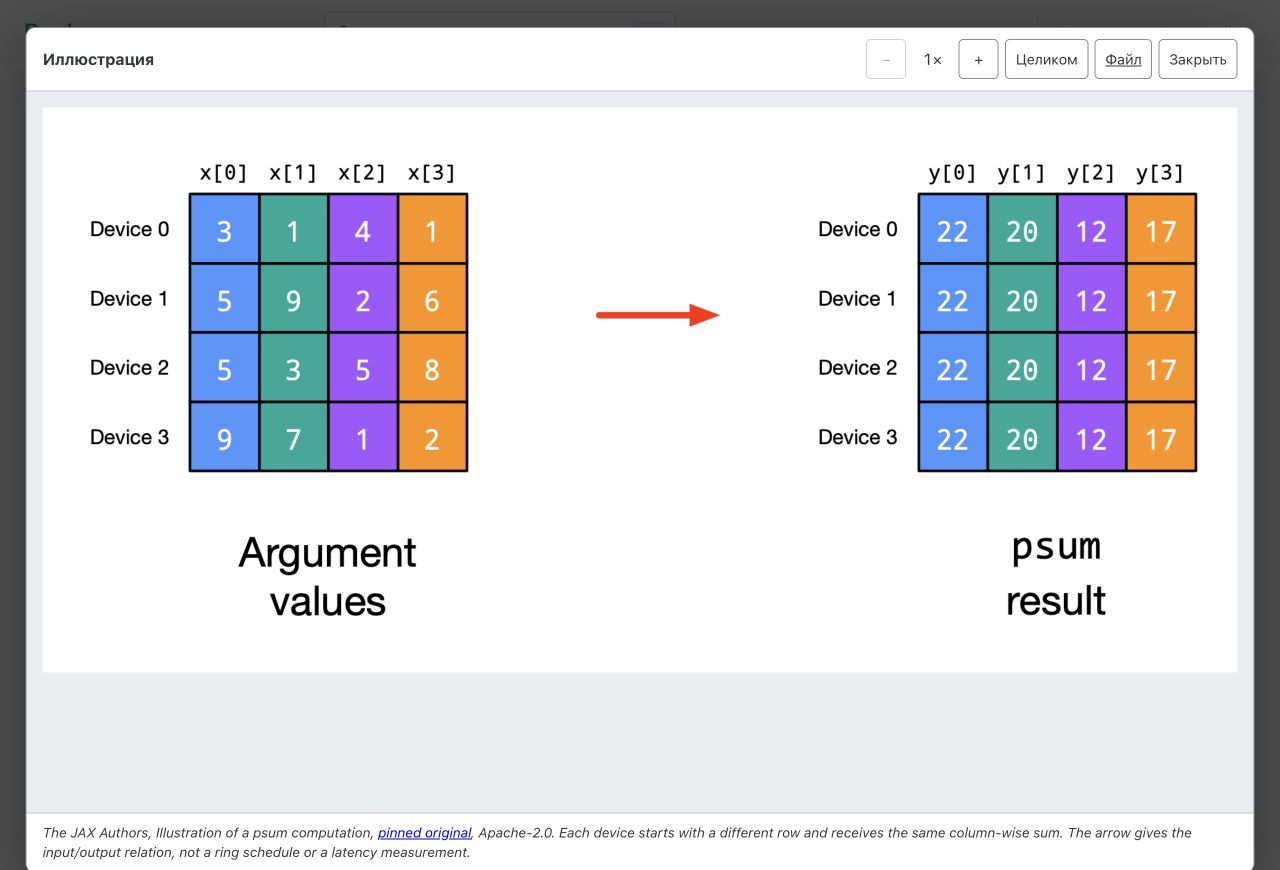 Иллюстрация
− 1× + Целиком Файл Закрыть
x[0] x[1] x[2] x[3]
Device 0 3 1 4 1
Device 1 5 9 2 6
Device 2 5 3 5 8
Device 3 9 7 1 2
Argument
values
y[0] y[1] y[2] y[3]
Device 0 22 20 12 17
Device 1 22 20 12 17
Device 2 22 20 12 17
Device 3 22 20 12 17
psum
result
The JAX Authors, Illustration of a psum computation, pinned original, Apache-2.0. Each device starts with a different row and receives the same column-wise sum. The arrow gives the
input/output relation, not a ring schedule or a latency measurement.